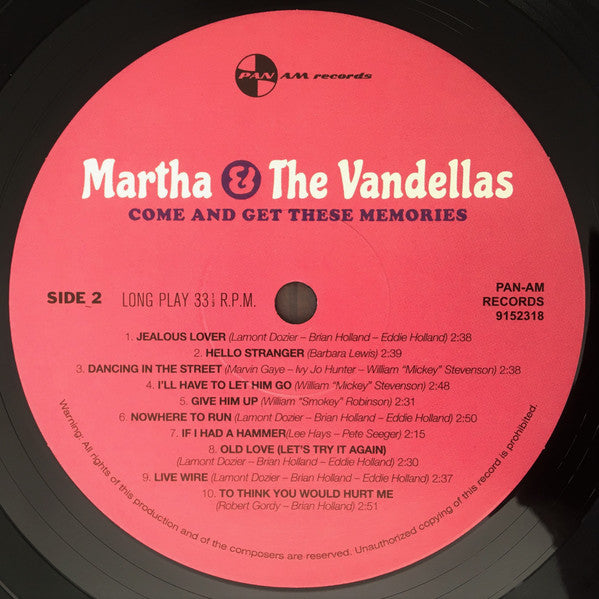 PAN AM records
Martha & The Vandellas
COME AND GET THESE MEMORIES
SIDE 2 LONG PLAY 33⅓ R.P.M.
PAN-AM
RECORDS
9152318
1. JEALOUS LOVER (Lamont Dozier – Brian Holland – Eddie Holland) 2:38
2. HELLO STRANGER (Barbara Lewis) 2:39
3. DANCING IN THE STREET (Marvin Gaye – Ivy Jo Hunter – William "Mickey" Stevenson) 2:38
4. I'LL HAVE TO LET HIM GO (William "Mickey" Stevenson) 2:48
5. GIVE HIM UP (William "Smokey" Robinson) 2:31
6. NOWHERE TO RUN (Lamont Dozier – Brian Holland – Eddie Holland) 2:50
7. IF I HAD A HAMMER(Lee Hays – Pete Seeger) 2:15
8. OLD LOVE (LET'S TRY IT AGAIN)
(Lamont Dozier – Brian Holland – Eddie Holland) 2:30
9. LIVE WIRE (Lamont Dozier – Brian Holland – Eddie Holland) 2:37
10. TO THINK YOU WOULD HURT ME
(Robert Gordy – Brian Holland) 2:51
Warning: All rights of this production and of the composers are reserved. Unauthorized copying of this record is prohibited.